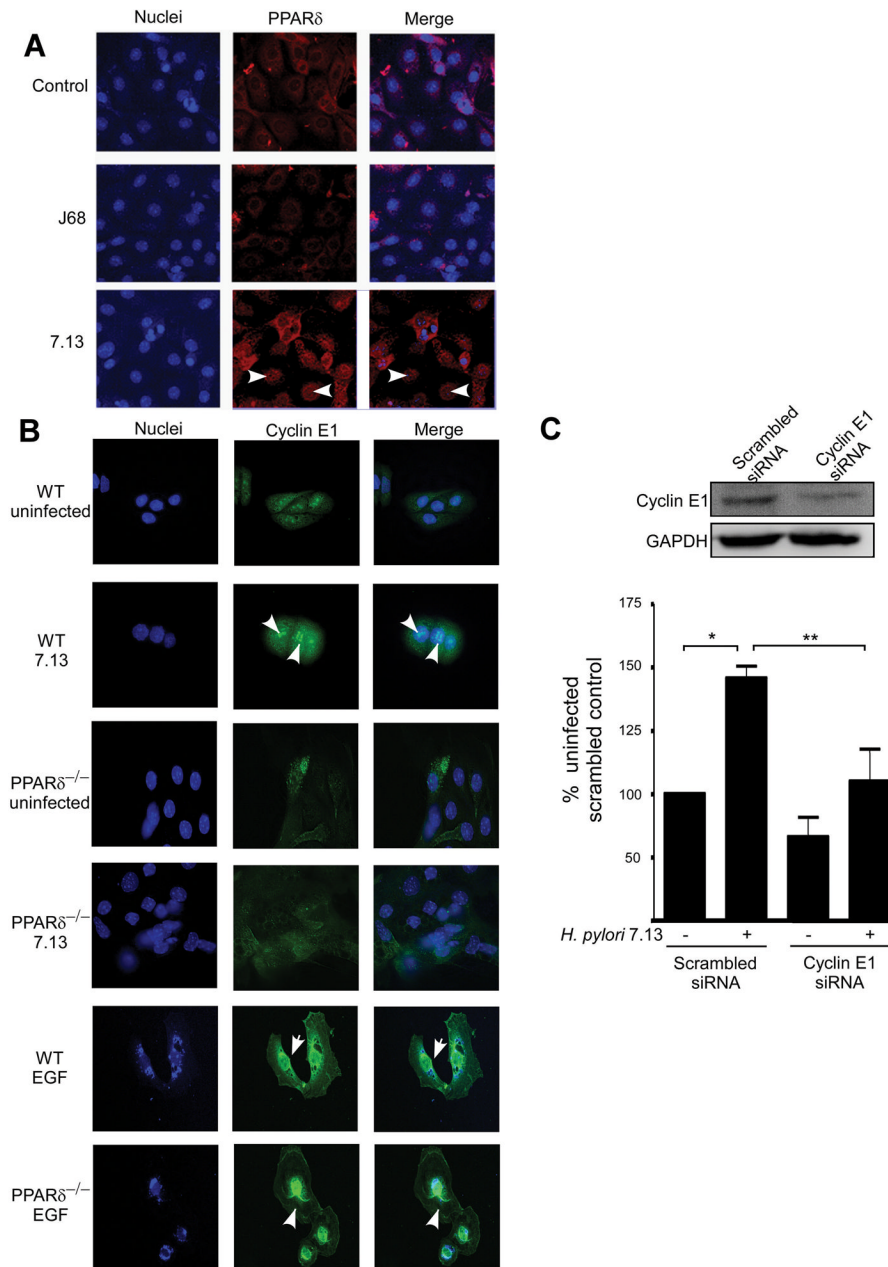 A
Nuclei PPARδ Merge
Control
J68
7.13
B
Nuclei Cyclin E1 Merge
WT
uninfected
WT
7.13
PPARδ−/−
uninfected
PPARδ−/−
7.13
WT
EGF
PPARδ−/−
EGF
C
Scrambled
siRNA
Cyclin E1
siRNA
Cyclin E1
GAPDH
% uninfected
scrambled control
175
150
125
100
50
0
* **
H. pylori 7.13 - + - +
Scrambled
siRNA
Cyclin E1
siRNA